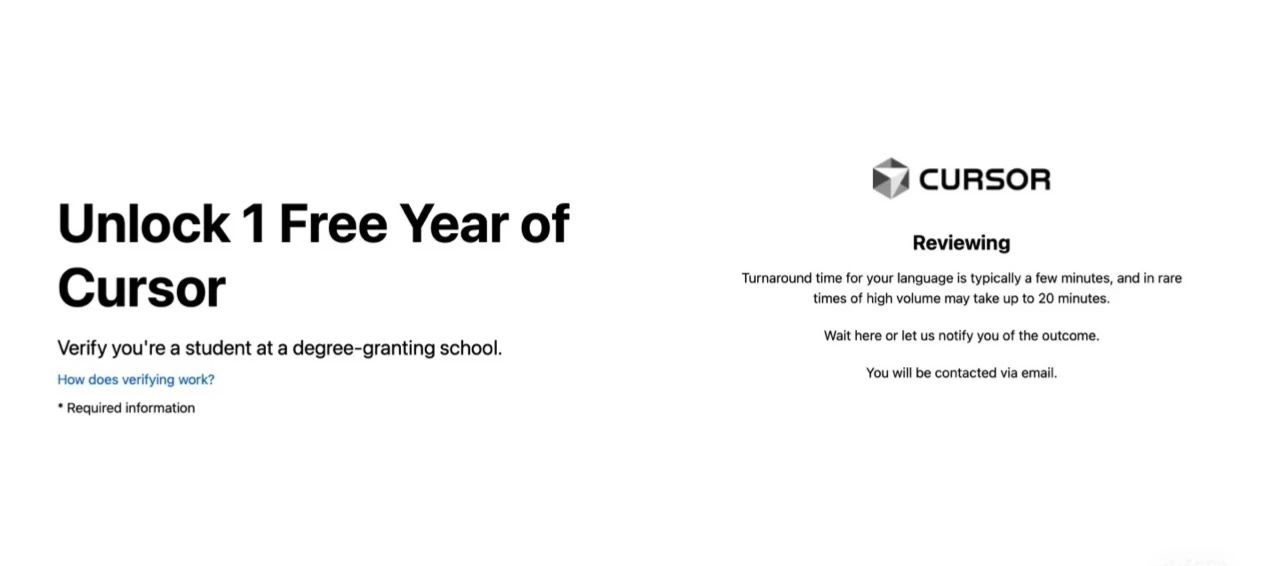 Unlock 1 Free Year of
Cursor
Verify you're a student at a degree-granting school.
How does verifying work?
* Required information
CURSOR
Reviewing
Turnaround time for your language is typically a few minutes, and in rare
times of high volume may take up to 20 minutes.
Wait here or let us notify you of the outcome.
You will be contacted via email.